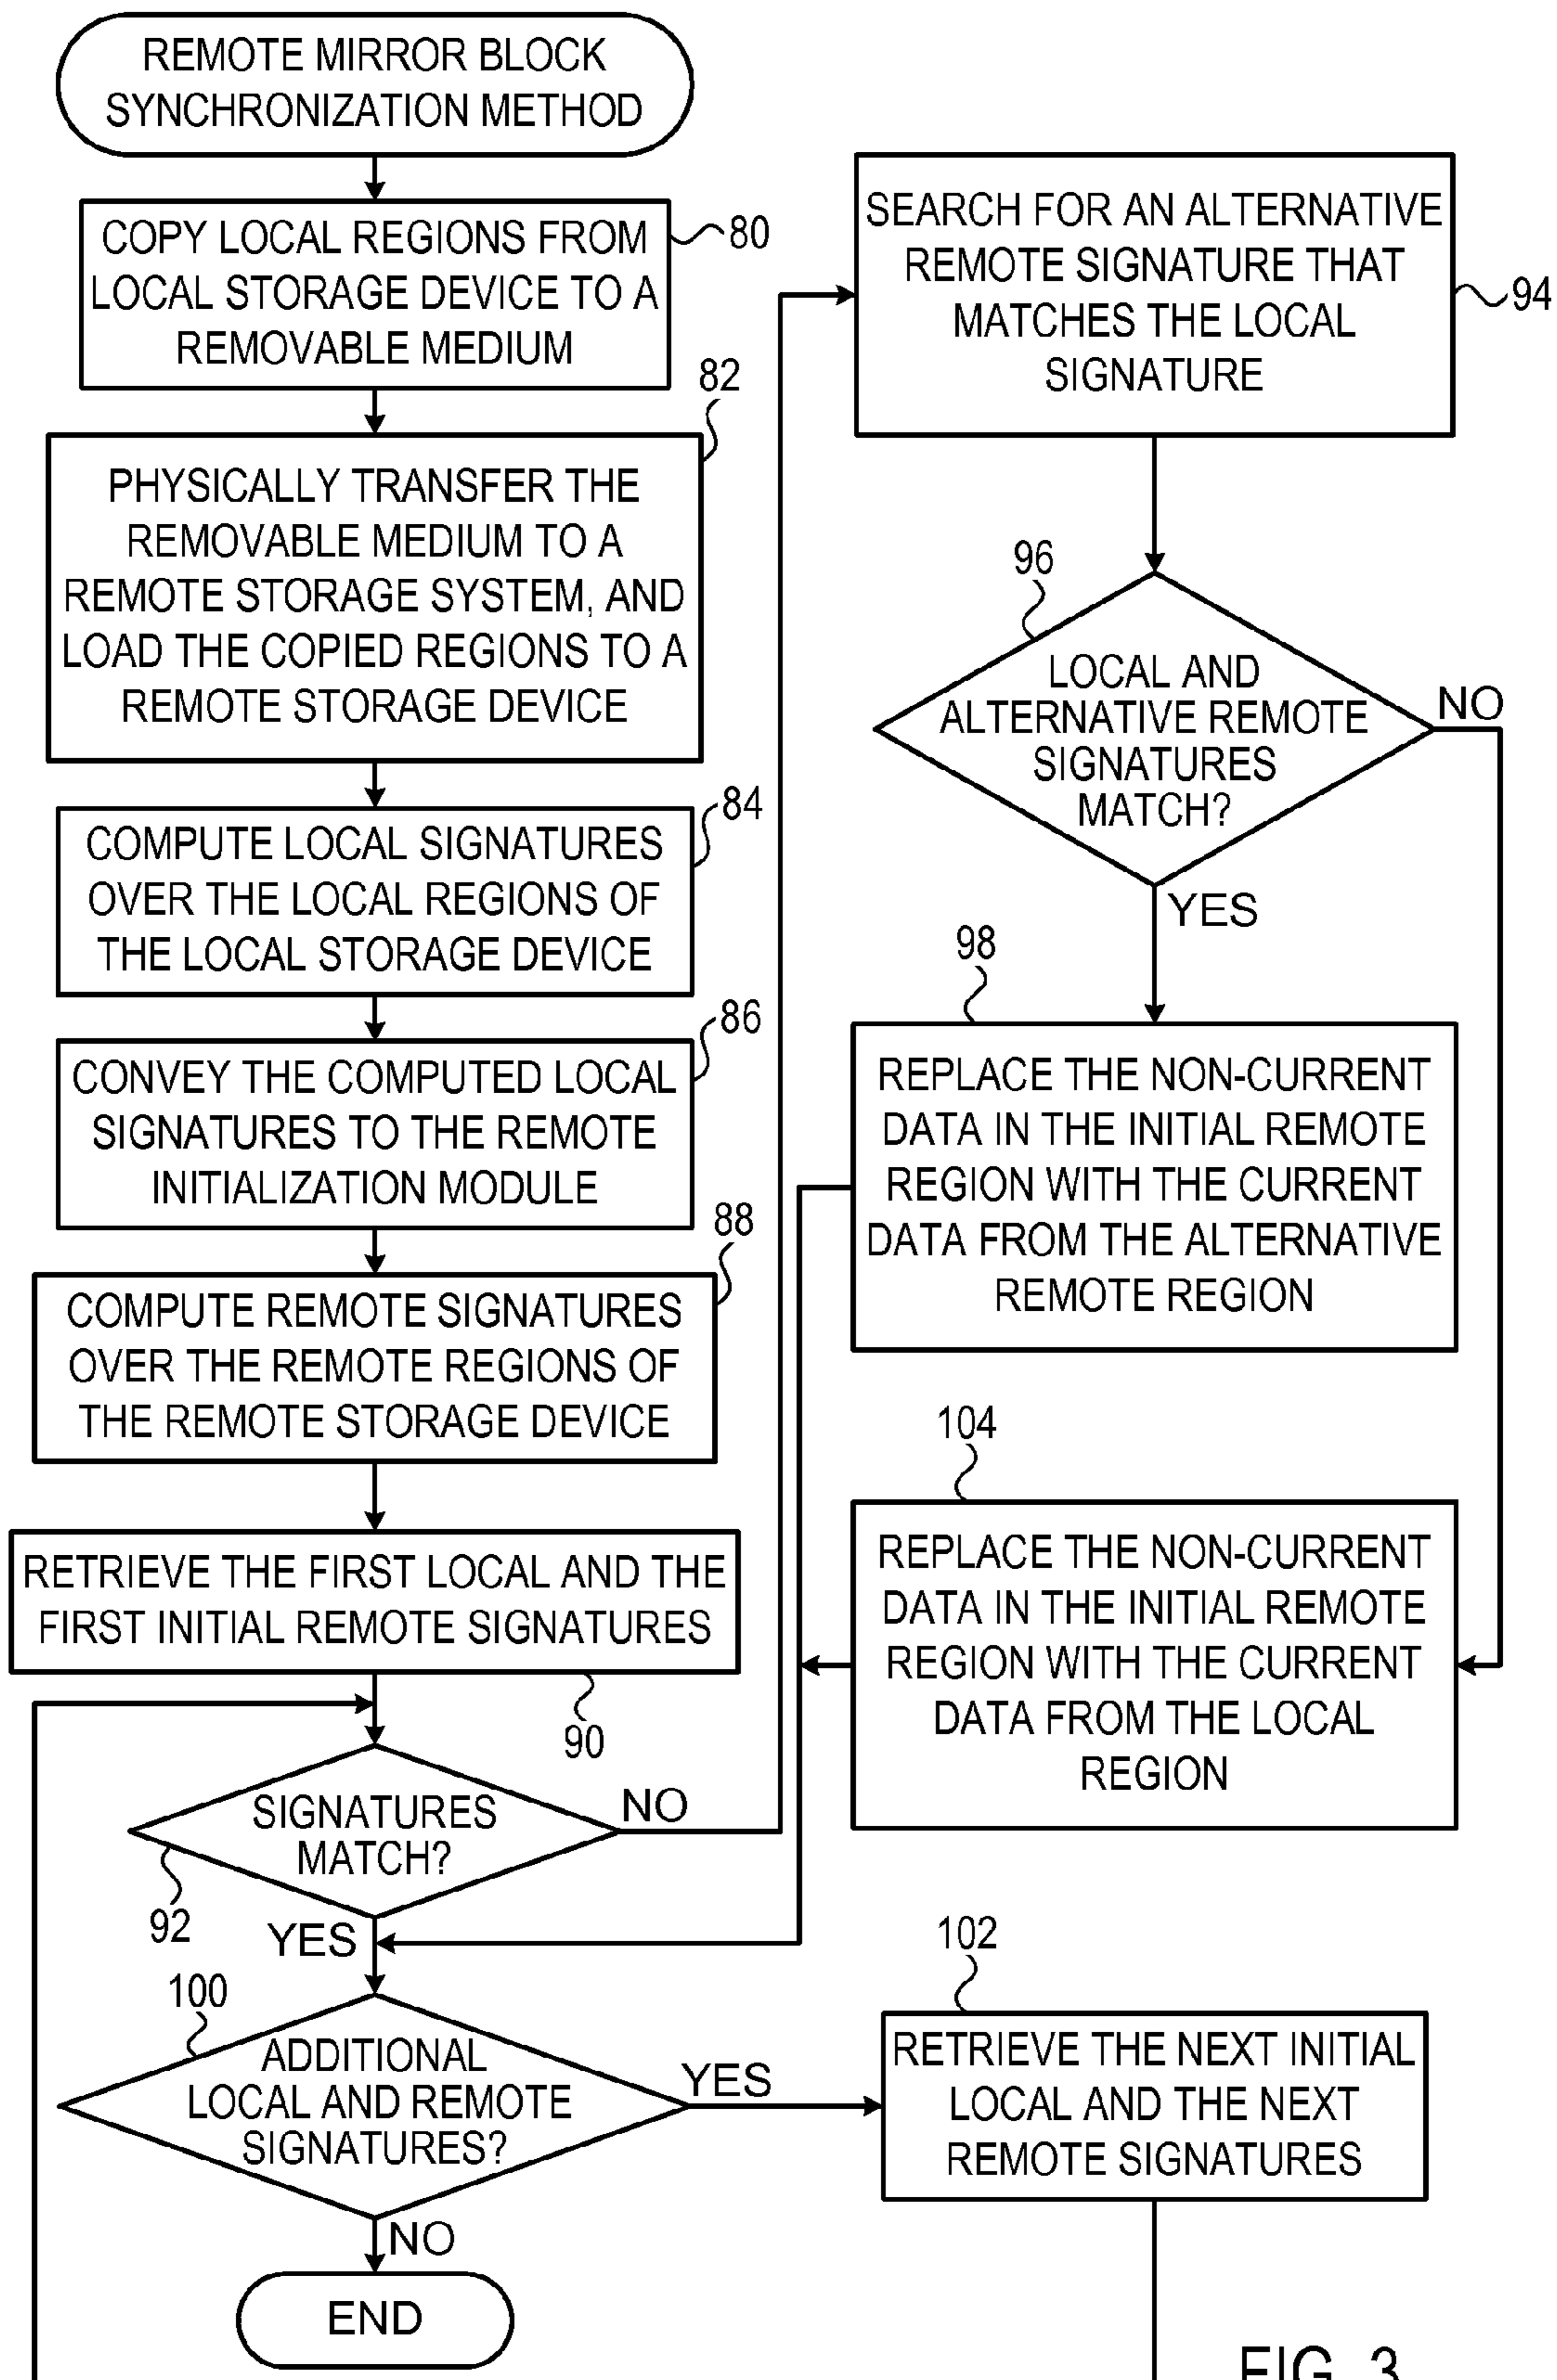 REMOTE MIRROR BLOCK
SYNCHRONIZATION METHOD
COPY LOCAL REGIONS FROM
LOCAL STORAGE DEVICE TO A
REMOVABLE MEDIUM
80
PHYSICALLY TRANSFER THE
REMOVABLE MEDIUM TO A
REMOTE STORAGE SYSTEM, AND
LOAD THE COPIED REGIONS TO A
REMOTE STORAGE DEVICE
82
COMPUTE LOCAL SIGNATURES
OVER THE LOCAL REGIONS OF
THE LOCAL STORAGE DEVICE
84
CONVEY THE COMPUTED LOCAL
SIGNATURES TO THE REMOTE
INITIALIZATION MODULE
86
COMPUTE REMOTE SIGNATURES
OVER THE REMOTE REGIONS OF
THE REMOTE STORAGE DEVICE
88
RETRIEVE THE FIRST LOCAL AND THE
FIRST INITIAL REMOTE SIGNATURES
90
SIGNATURES
MATCH?
NO
92
YES
100
ADDITIONAL
LOCAL AND REMOTE
SIGNATURES?
YES
NO
END
SEARCH FOR AN ALTERNATIVE
REMOTE SIGNATURE THAT
MATCHES THE LOCAL
SIGNATURE
94
96
LOCAL AND
ALTERNATIVE REMOTE
SIGNATURES
MATCH?
NO
YES
98
REPLACE THE NON-CURRENT
DATA IN THE INITIAL REMOTE
REGION WITH THE CURRENT
DATA FROM THE ALTERNATIVE
REMOTE REGION
104
REPLACE THE NON-CURRENT
DATA IN THE INITIAL REMOTE
REGION WITH THE CURRENT
DATA FROM THE LOCAL
REGION
102
RETRIEVE THE NEXT INITIAL
LOCAL AND THE NEXT
REMOTE SIGNATURES
FIG. 3